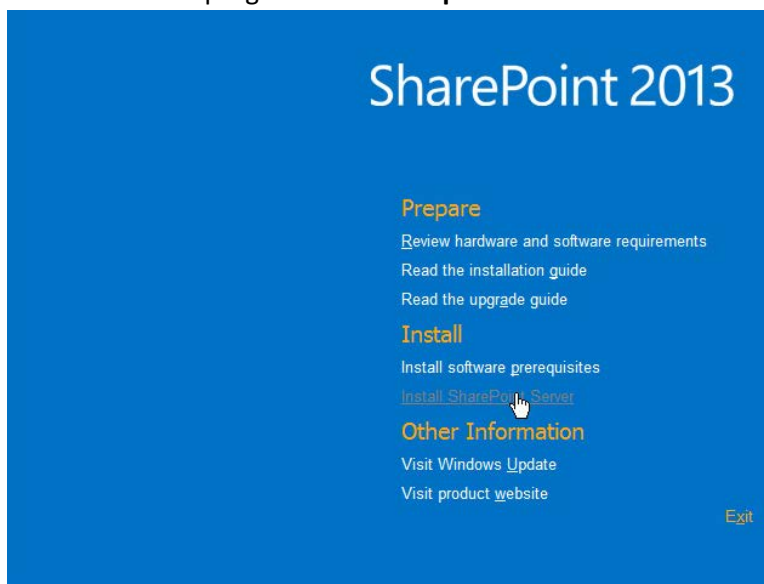 SharePoint 2013
Prepare
Review hardware and software requirements
Read the installation guide
Read the upgrade guide
Install
Install software prerequisites
Install SharePoint Server
Other Information
Visit Windows Update
Visit product website
Exit